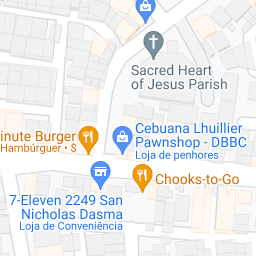 Sacred Heart
of Jesus Parish
inute Burger
Hambúrguer • $
Cebuana Lhuillier
Pawnshop - DBBC
Loja de penhores
7-Eleven 2249 San
Nicholas Dasma
Loja de Conveniência
Chooks-to-Go